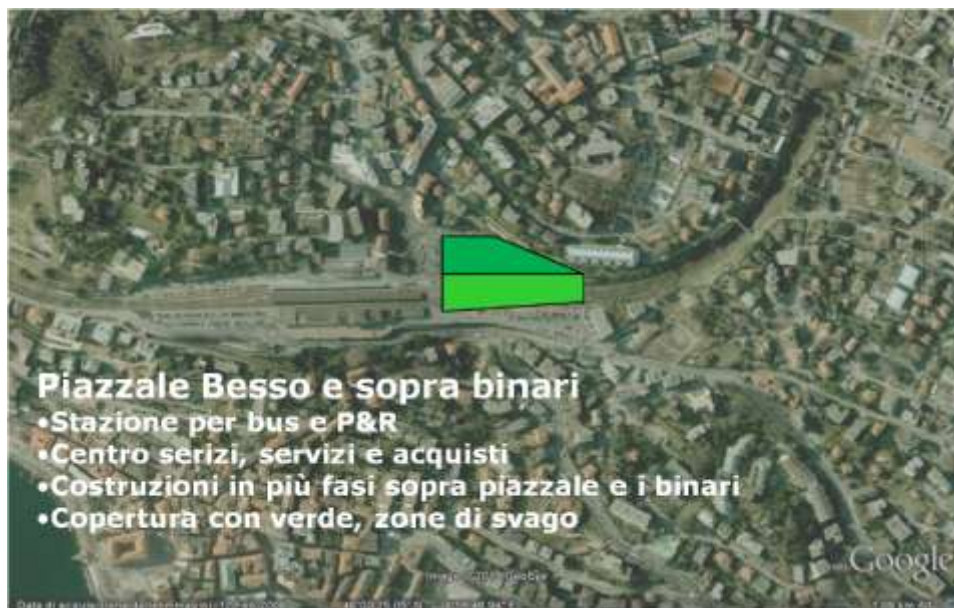 Piazzale Besso e sopra binari
•Stazione per bus e P&R
•Centro serizi, servizi e acquisti
•Costruzioni in più fasi sopra piazzale e i binari
•Copertura con verde, zone di svago
Google